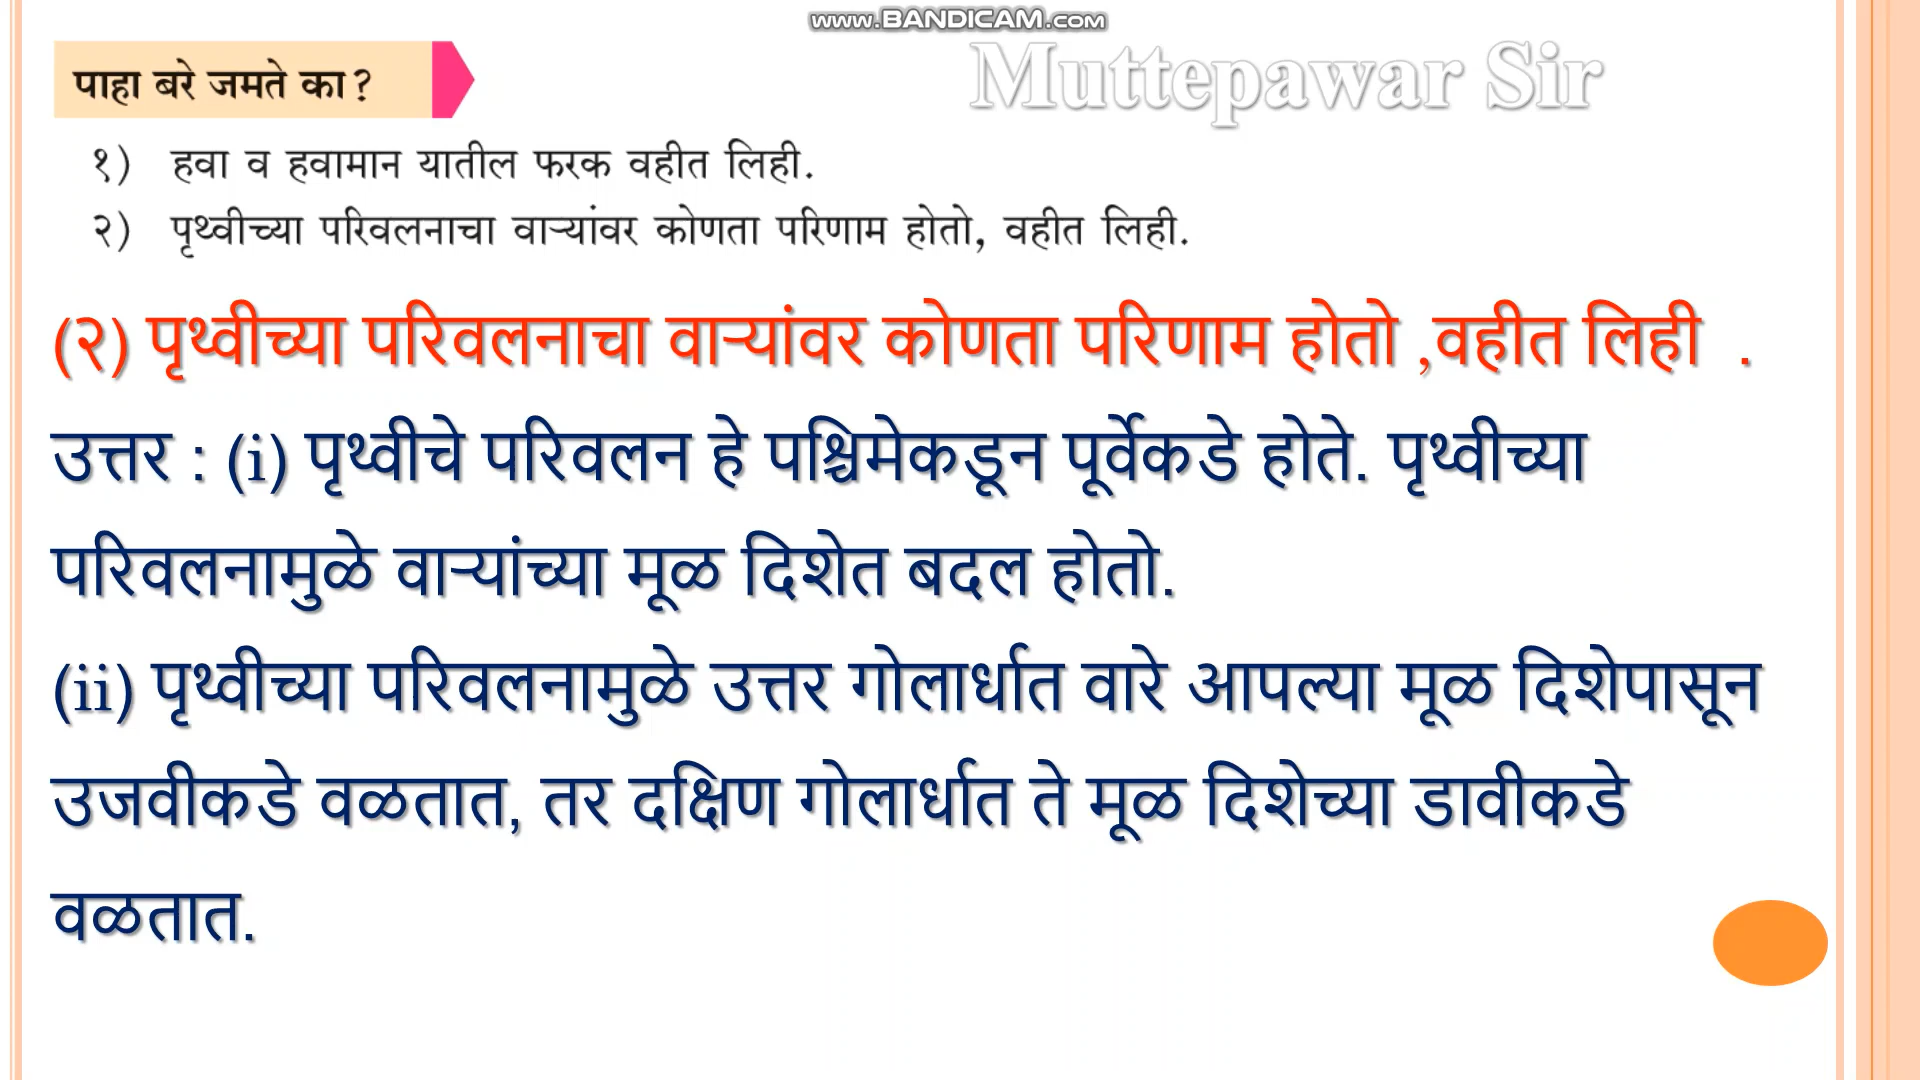 www.BANDICAM.com
Muttepawar Sir
पाहा बरे जमते का?
१) हवा व हवामान यातील फरक वहीत लिही.
२) पृथ्वीच्या परिवलनाचा वाऱ्यांवर कोणता परिणाम होतो, वहीत लिही.
(२) पृथ्वीच्या परिवलनाचा वाऱ्यांवर कोणता परिणाम होतो ,वहीत लिही .
उत्तर : (i) पृथ्वीचे परिवलन हे पश्चिमेकडून पूर्वेकडे होते. पृथ्वीच्या
परिवलनामुळे वाऱ्यांच्या मूळ दिशेत बदल होतो.
(ii) पृथ्वीच्या परिवलनामुळे उत्तर गोलार्धात वारे आपल्या मूळ दिशेपासून
उजवीकडे वळतात, तर दक्षिण गोलार्धात ते मूळ दिशेच्या डावीकडे
वळतात.